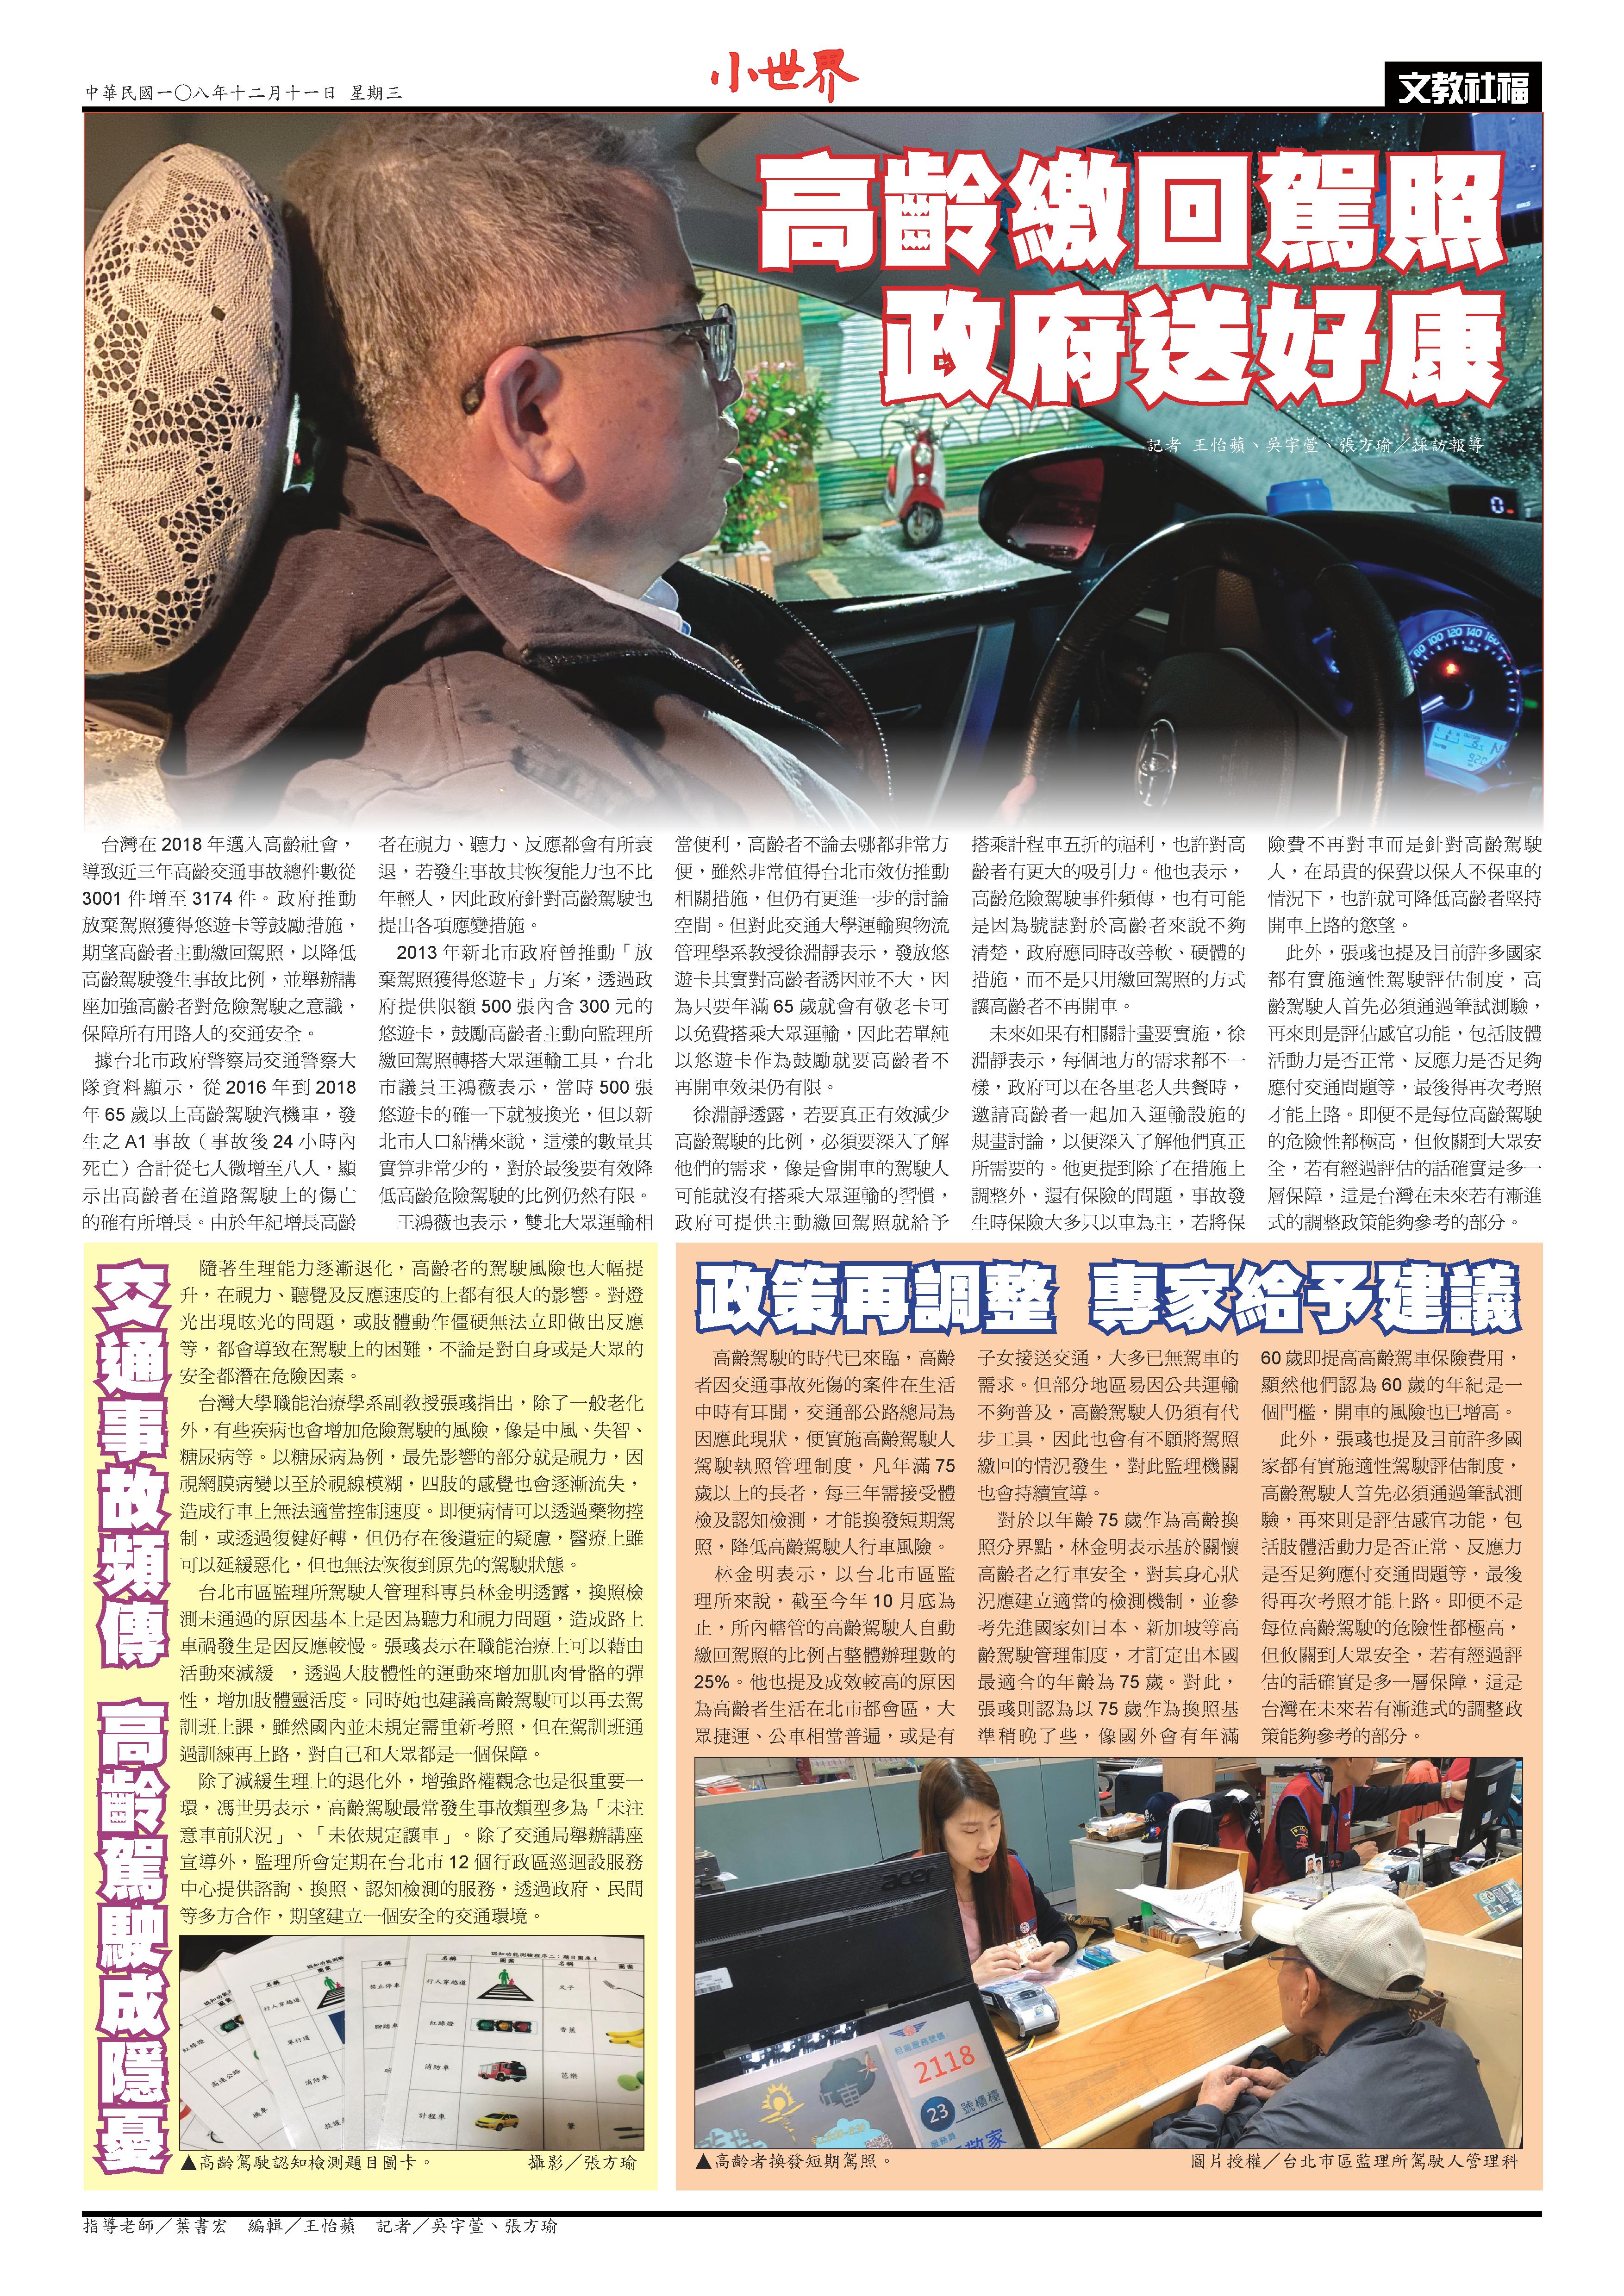 中華民國一〇八年十二月十一日 星期三
小世界
文教社福
高齡繳回駕照
政府送好康
記者 王怡蘋、吳宇萱、張方瑜／採訪報導
台灣在 2018 年邁入高齡社會，
導致近三年高齡交通事故總件數從
3001 件增至 3174 件。政府推動
放棄駕照獲得悠遊卡等鼓勵措施，
期望高齡者主動繳回駕照，以降低
高齡駕駛發生事故比例，並舉辦講
座加強高齡者對危險駕駛之意識，
保障所有用路人的交通安全。
據台北市政府警察局交通警察大
隊資料顯示，從 2016 年到 2018
年 65 歲以上高齡駕駛汽機車，發
生之 A1 事故（事故後 24 小時內
死亡）合計從七人微增至八人，顯
示出高齡者在道路駕駛上的傷亡
的確有所增長。由於年紀增長高齡
者在視力、聽力、反應都會有所衰
退，若發生事故其恢復能力也不比
年輕人，因此政府針對高齡駕駛也
提出各項應變措施。
2013 年新北市政府曾推動「放
棄駕照獲得悠遊卡」方案，透過政
府提供限額 500 張內含 300 元的
悠遊卡，鼓勵高齡者主動向監理所
繳回駕照轉搭大眾運輸工具，台北
市議員王鴻薇表示，當時 500 張
悠遊卡的確一下就被換光，但以新
北市人口結構來說，這樣的數量其
實算非常少的，對於最後要有效降
低高齡危險駕駛的比例仍然有限。
王鴻薇也表示，雙北大眾運輸相
當便利，高齡者不論去哪都非常方
便，雖然非常值得台北市效仿推動
相關措施，但仍有更進一步的討論
空間。但對此交通大學運輸與物流
管理學系教授徐淵靜表示，發放悠
遊卡其實對高齡者誘因並不大，因
為只要年滿 65 歲就會有敬老卡可
以免費搭乘大眾運輸，因此若單純
以悠遊卡作為鼓勵就要高齡者不
再開車效果仍有限。
徐淵靜透露，若要真正有效減少
高齡駕駛的比例，必須要深入了解
他們的需求，像是會開車的駕駛人
可能就沒有搭乘大眾運輸的習慣，
政府可提供主動繳回駕照就給予
搭乘計程車五折的福利，也許對高
齡者有更大的吸引力。他也表示，
高齡危險駕駛事件頻傳，也有可能
是因為號誌對於高齡者來說不夠
清楚，政府應同時改善軟、硬體的
措施，而不是只用繳回駕照的方式
讓高齡者不再開車。
未來如果有相關計畫要實施，徐
淵靜表示，每個地方的需求都不一
樣，政府可以在各里老人共餐時，
邀請高齡者一起加入運輸設施的
規畫討論，以便深入了解他們真正
所需要的。他更提到除了在措施上
調整外，還有保險的問題，事故發
生時保險大多只以車為主，若將保
險費不再對車而是針對高齡駕駛
人，在昂貴的保費以保人不保車的
情況下，也許就可降低高齡者堅持
開車上路的慾望。
此外，張彧也提及目前許多國家
都有實施適性駕駛評估制度，高
齡駕駛人首先必須通過筆試測驗，
再來則是評估感官功能，包括肢體
活動力是否正常、反應力是否足夠
應付交通問題等，最後得再次考照
才能上路。即便不是每位高齡駕駛
的危險性都極高，但攸關到大眾安
全，若有經過評估的話確實是多一
層保障，這是台灣在未來若有漸進
式的調整政策能夠參考的部分。
交通事故頻傳 高齡駕駛成隱憂
隨著生理能力逐漸退化，高齡者的駕駛風險也大幅提
升，在視力、聽覺及反應速度的上都有很大的影響。對燈
光出現眩光的問題，或肢體動作僵硬無法立即做出反應
等，都會導致在駕駛上的困難，不論是對自身或是大眾的
安全都潛在危險因素。
台灣大學職能治療學系副教授張彧指出，除了一般老化
外，有些疾病也會增加危險駕駛的風險，像是中風、失智、
糖尿病等。以糖尿病為例，最先影響的部分就是視力，因
視網膜病變以至於視線模糊，四肢的感覺也會逐漸流失，
造成行車上無法適當控制速度。即便病情可以透過藥物控
制，或透過復健好轉，但仍存在後遺症的疑慮，醫療上雖
可以延緩惡化，但也無法恢復到原先的駕駛狀態。
台北市區監理所駕駛人管理科專員林金明透露，換照檢
測未通過的原因基本上是因為聽力和視力問題，造成路上
車禍發生是因反應較慢。張彧表示在職能治療上可以藉由
活動來減緩 ，透過大肢體性的運動來增加肌肉骨骼的彈
性，增加肢體靈活度。同時她也建議高齡駕駛可以再去駕
訓班上課，雖然國內並未規定需重新考照，但在駕訓班通
過訓練再上路，對自己和大眾都是一個保障。
除了減緩生理上的退化外，增強路權觀念也是很重要一
環，馮世男表示，高齡駕駛最常發生事故類型多為「未注
意車前狀況」、「未依規定讓車」。除了交通局舉辦講座
宣導外，監理所會定期在台北市 12 個行政區巡迴設服務
中心提供諮詢、換照、認知檢測的服務，透過政府、民間
等多方合作，期望建立一個安全的交通環境。
認知功能測驗程序二：題目圖卡4
名稱 圖案 名稱 圖案
行人穿越道 叉子
紅綠燈 香蕉
消防車 芭樂
計程車 筆
行人穿越道
單行道
消防車
紅綠燈
高速公路
機車
禁止停車
▲高齡駕駛認知檢測題目圖卡。 攝影／張方瑜
政策再調整 專家給予建議
高齡駕駛的時代已來臨，高齡
者因交通事故死傷的案件在生活
中時有耳聞，交通部公路總局為
因應此現狀，便實施高齡駕駛人
駕駛執照管理制度，凡年滿 75
歲以上的長者，每三年需接受體
檢及認知檢測，才能換發短期駕
照，降低高齡駕駛人行車風險。
林金明表示，以台北市區監
理所來說，截至今年 10 月底為
止，所內轄管的高齡駕駛人自動
繳回駕照的比例占整體辦理數的
25%。他也提及成效較高的原因
為高齡者生活在北市都會區，大
眾捷運、公車相當普遍，或是有
子女接送交通，大多已無駕車的
需求。但部分地區易因公共運輸
不夠普及，高齡駕駛人仍須有代
步工具，因此也會有不願將駕照
繳回的情況發生，對此監理機關
也會持續宣導。
對於以年齡 75 歲作為高齡換
照分界點，林金明表示基於關懷
高齡者之行車安全，對其身心狀
況應建立適當的檢測機制，並參
考先進國家如日本、新加坡等高
齡駕駛管理制度，才訂定出本國
最適合的年齡為 75 歲。對此，
張彧則認為以 75 歲作為換照基
準稍晚了些，像國外會有年滿
60 歲即提高高齡駕車保險費用，
顯然他們認為 60 歲的年紀是一
個門檻，開車的風險也已增高。
此外，張彧也提及目前許多國
家都有實施適性駕駛評估制度，
高齡駕駛人首先必須通過筆試測
驗，再來則是評估感官功能，包
括肢體活動力是否正常、反應力
是否足夠應付交通問題等，最後
得再次考照才能上路。即便不是
每位高齡駕駛的危險性都極高，
但攸關到大眾安全，若有經過評
估的話確實是多一層保障，這是
台灣在未來若有漸進式的調整政
策能夠參考的部分。
acer
目前服務號碼
2118
23 號櫃檯
服務員
▲高齡者換發短期駕照。 圖片授權／台北市區監理所駕駛人管理科
指導老師／葉書宏 編輯／王怡蘋 記者／吳宇萱、張方瑜